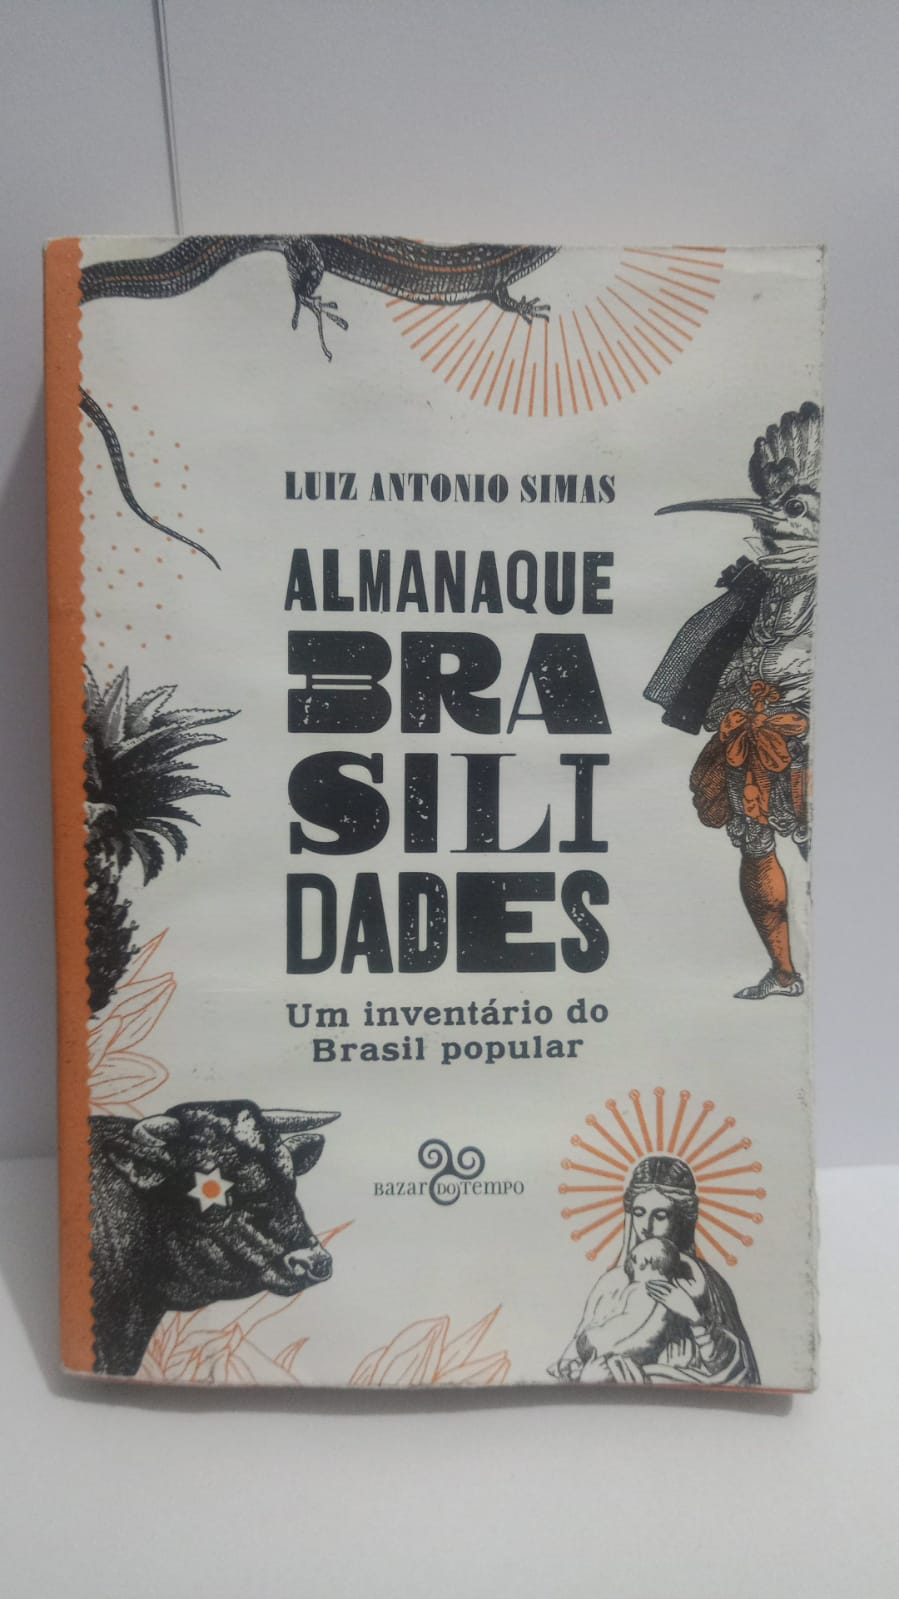 LUIZ ANTONIO SIMAS
ALMANAQUE
BRA
SILI
DADES
Um inventário do
Brasil popular
BAZAR DO TEMPO